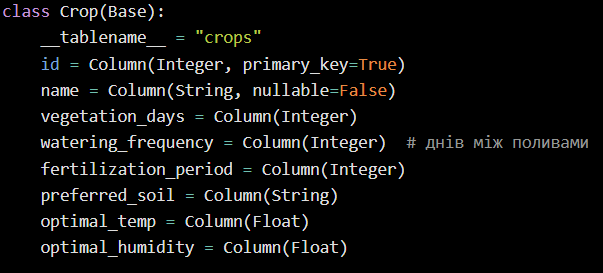 class Crop(Base):
    __tablename__ = "crops"
    id = Column(Integer, primary_key=True)
    name = Column(String, nullable=False)
    vegetation_days = Column(Integer)
    watering_frequency = Column(Integer)  # днів між поливами
    fertilization_period = Column(Integer)
    preferred_soil = Column(String)
    optimal_temp = Column(Float)
    optimal_humidity = Column(Float)